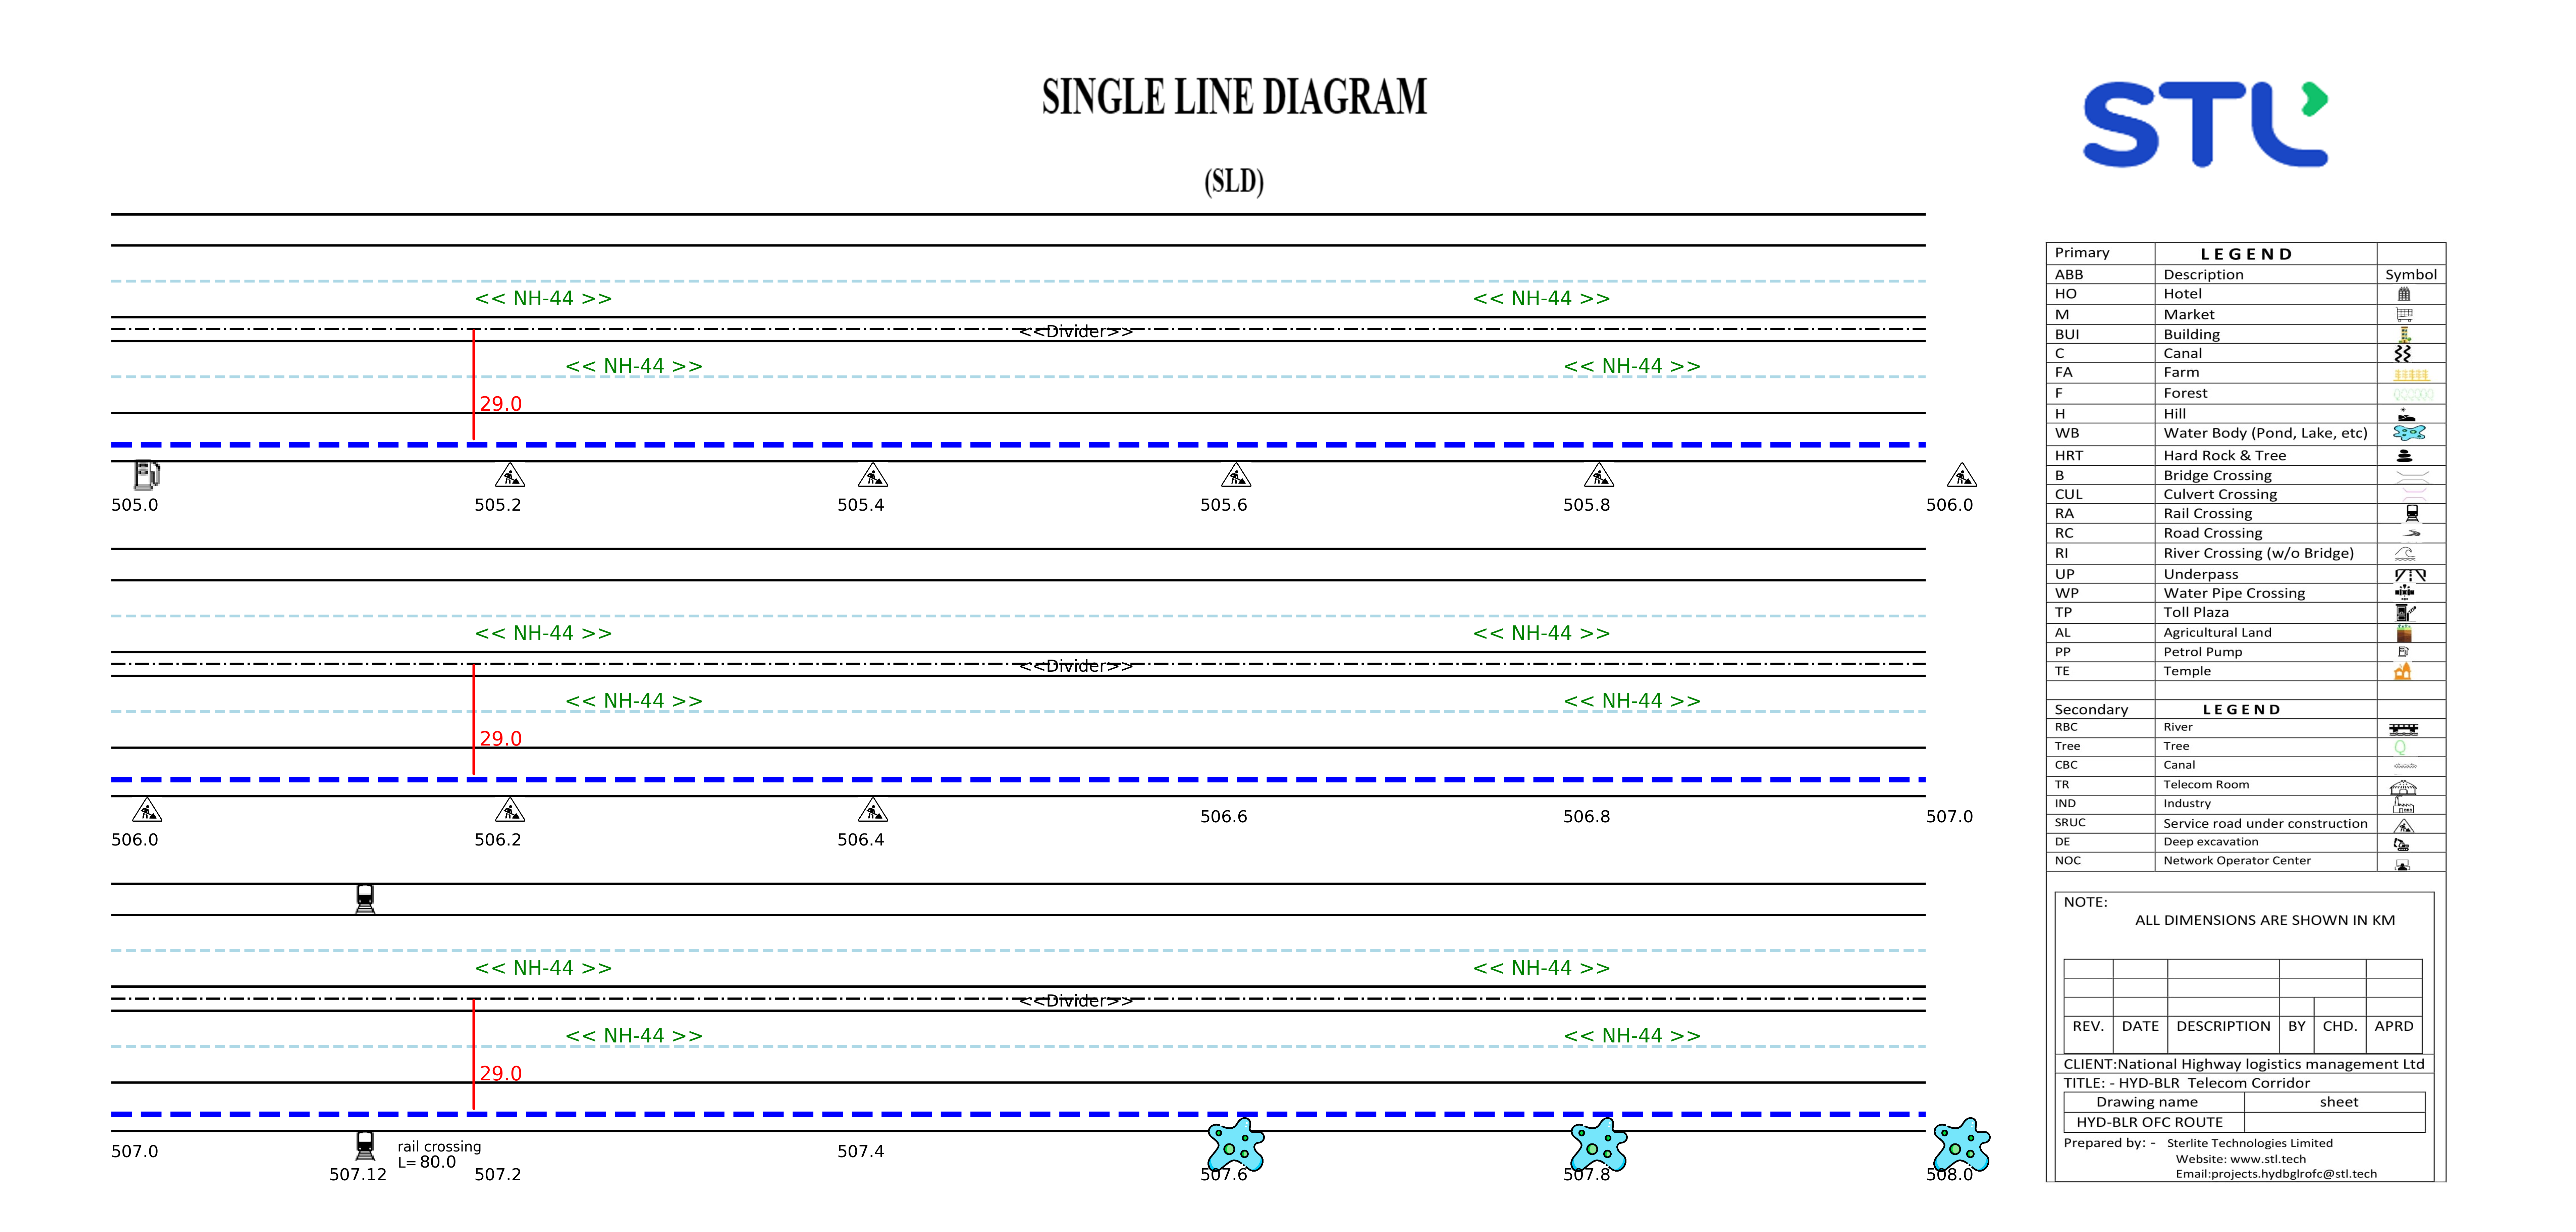 SINGLE LINE DIAGRAM
(SLD)
STL
<< NH-44 >> << NH-44 >>
<<Divider>>
<< NH-44 >> << NH-44 >>
29.0
505.0 505.2 505.4 505.6 505.8 506.0
<< NH-44 >> << NH-44 >>
<<Divider>>
<< NH-44 >> << NH-44 >>
29.0
506.0 506.2 506.4 506.6 506.8 507.0
<< NH-44 >> << NH-44 >>
<<Divider>>
<< NH-44 >> << NH-44 >>
29.0
rail crossing
L= 80.0
507.0 507.12 507.2 507.4 507.6 507.8 508.0
Primary LEGEND
ABB Description Symbol
HO Hotel
M Market
BUI Building
C Canal
FA Farm
F Forest
H Hill
WB Water Body (Pond, Lake, etc)
HRT Hard Rock & Tree
B Bridge Crossing
CUL Culvert Crossing
RA Rail Crossing
RC Road Crossing
RI River Crossing (w/o Bridge)
UP Underpass
WP Water Pipe Crossing
TP Toll Plaza
AL Agricultural Land
PP Petrol Pump
TE Temple
Secondary LEGEND
RBC River
Tree Tree
CBC Canal
TR Telecom Room
IND Industry
SRUC Service road under construction
DE Deep excavation
NOC Network Operator Center
NOTE:
ALL DIMENSIONS ARE SHOWN IN KM
REV. DATE DESCRIPTION BY CHD. APRD
CLIENT:National Highway logistics management Ltd
TITLE: - HYD-BLR Telecom Corridor
Drawing name sheet
HYD-BLR OFC ROUTE
Prepared by: - Sterlite Technologies Limited
Website: www.stl.tech
Email:projects.hydbglrofc@stl.tech